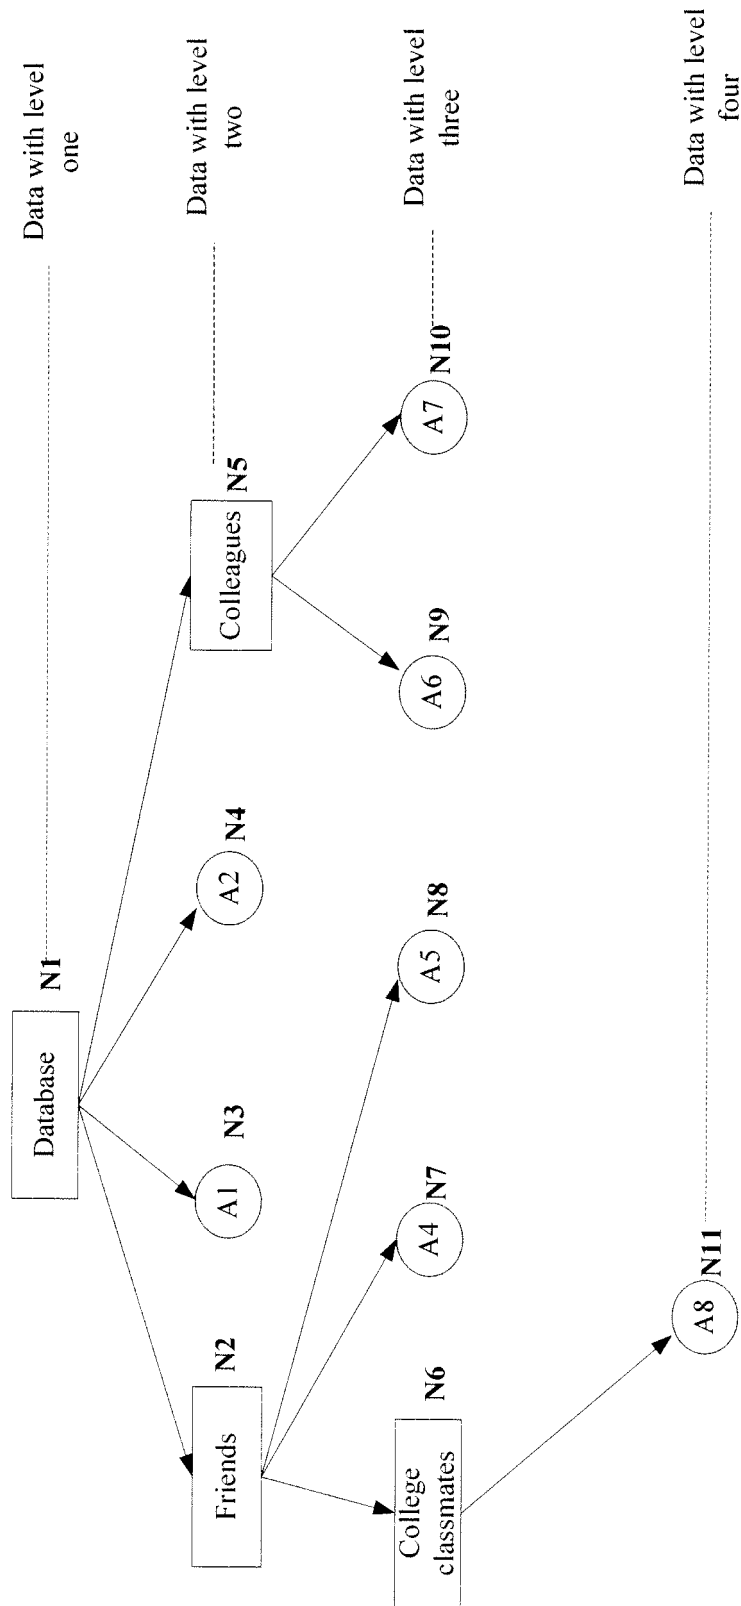 Database
N1
Data with level
one
Friends
N2
A1
N3
A2
N4
Colleagues
N5
Data with level
two
College
classmates
N6
A4
N7
A5
N8
A6
N9
A7
N10
Data with level
three
A8
N11
Data with level
four